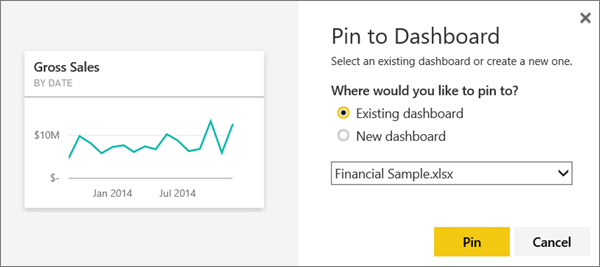 Gross Sales
BY DATE
$10M
$-
Jan 2014 Jul 2014
Pin to Dashboard
Select an existing dashboard or create a new one.
Where would you like to pin to?
Existing dashboard
New dashboard
Financial Sample.xlsx
Pin Cancel